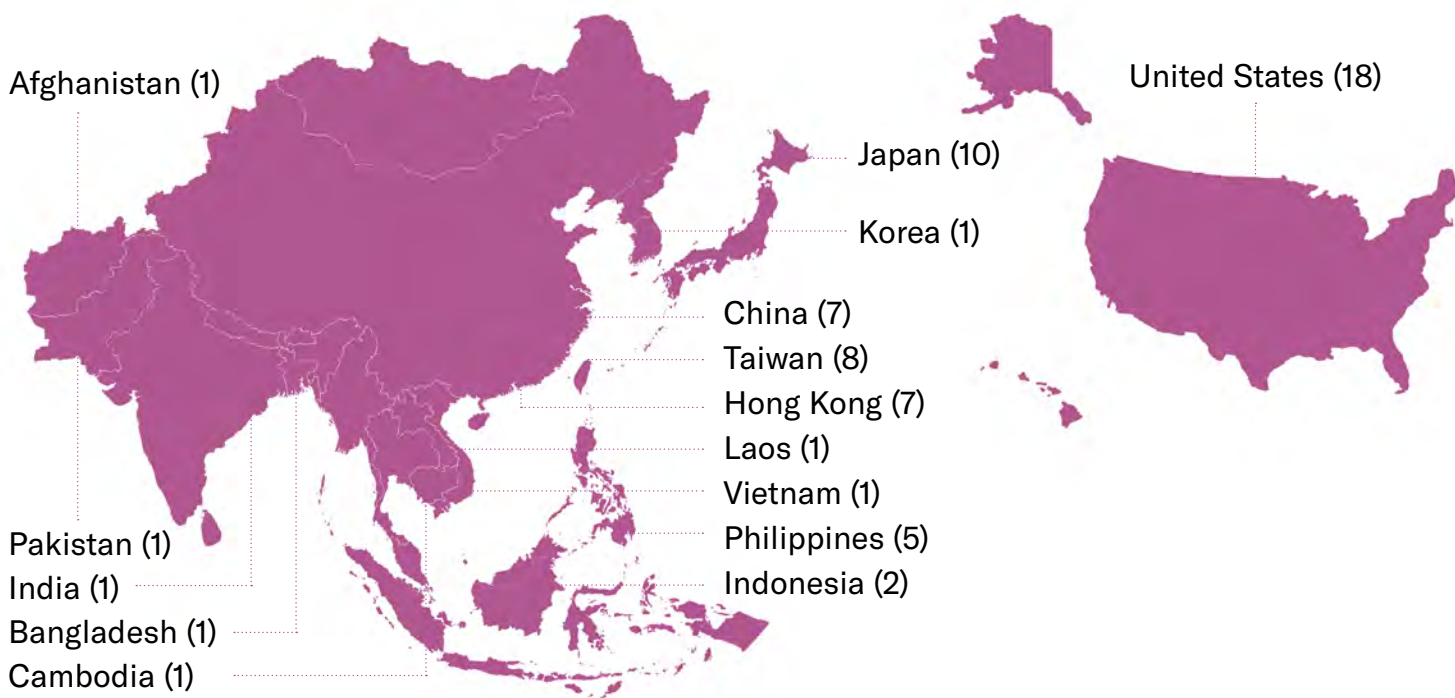 Afghanistan (1)
United States (18)
Japan (10)
Korea (1)
China (7)
Taiwan (8)
Hong Kong (7)
Laos (1)
Vietnam (1)
Philippines (5)
Indonesia (2)
Pakistan (1)
India (1)
Bangladesh (1)
Cambodia (1)